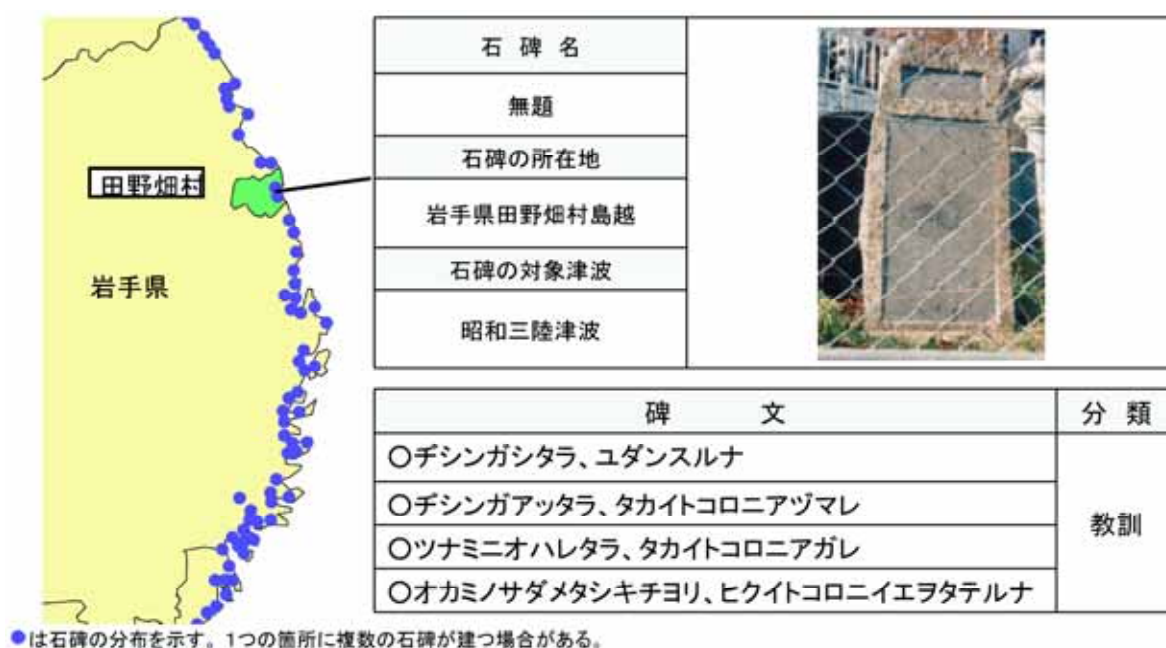 石 碑 名
無題
石碑の所在地
岩手県田野畑村島越
石碑の対象津波
昭和三陸津波
田野畑村
岩手県
碑 文
分 類
〇ヂシンガシタラ、ユダンスルナ
〇ヂシンガアッタラ、タカイトコロニアヅマレ
〇ツナミニオハレタラ、タカイトコロニアガレ
〇オカミノサダメタシキチヨリ、ヒクイトコロニイエヲタテルナ
教訓
●は石碑の分布を示す。1つの箇所に複数の石碑が建つ場合がある。